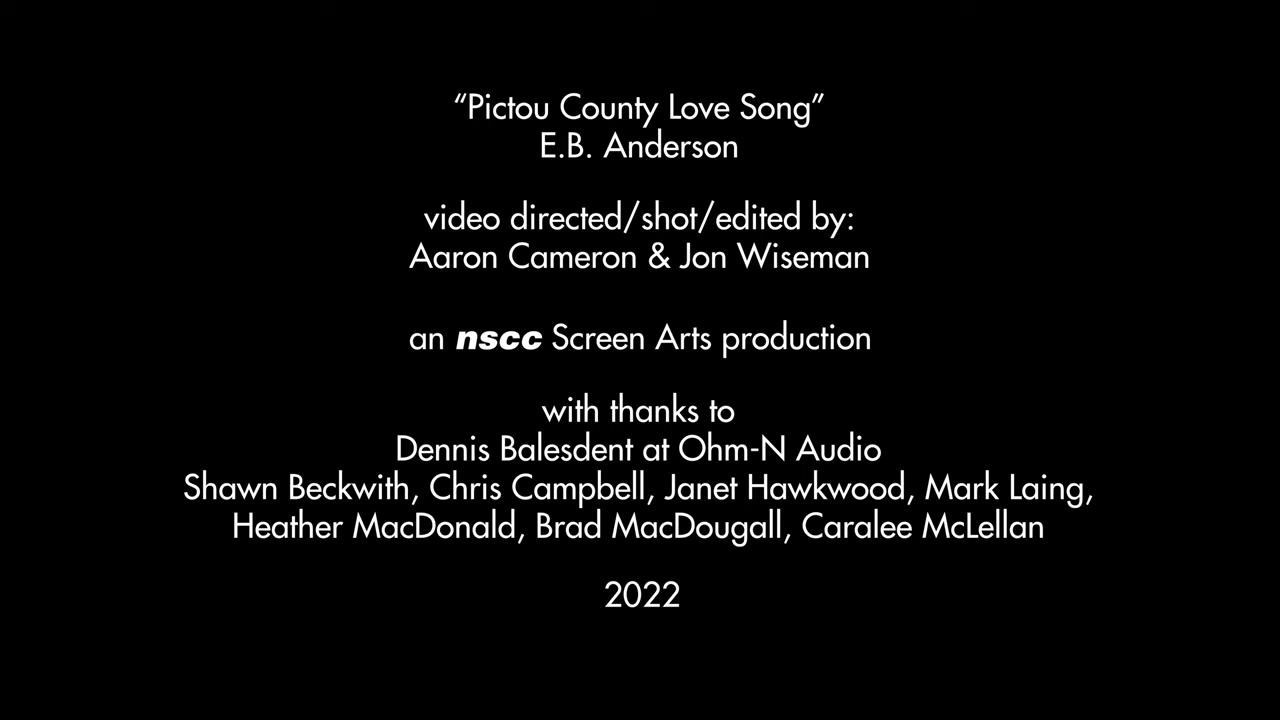 “Pictou County Love Song”
E.B. Anderson
video directed/shot/edited by:
Aaron Cameron & Jon Wiseman
an nscc Screen Arts production
with thanks to
Dennis Balesdent at Ohm-N Audio
Shawn Beckwith, Chris Campbell, Janet Hawkwood, Mark Laing,
Heather MacDonald, Brad MacDougall, Caralee McLellan
2022